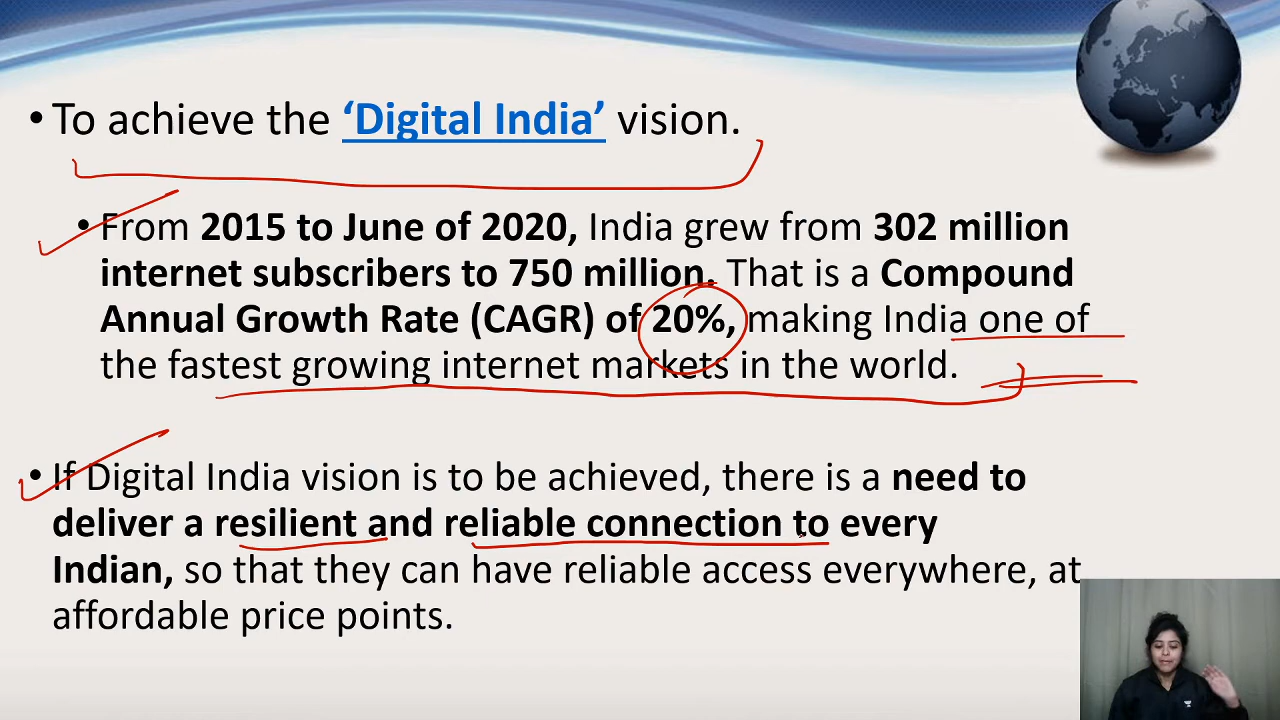 • To achieve the ‘Digital India’ vision.
• From 2015 to June of 2020, India grew from 302 million
internet subscribers to 750 million. That is a Compound
Annual Growth Rate (CAGR) of 20%, making India one of
the fastest growing internet markets in the world.
• If Digital India vision is to be achieved, there is a need to
deliver a resilient and reliable connection to every
Indian, so that they can have reliable access everywhere, at
affordable price points.